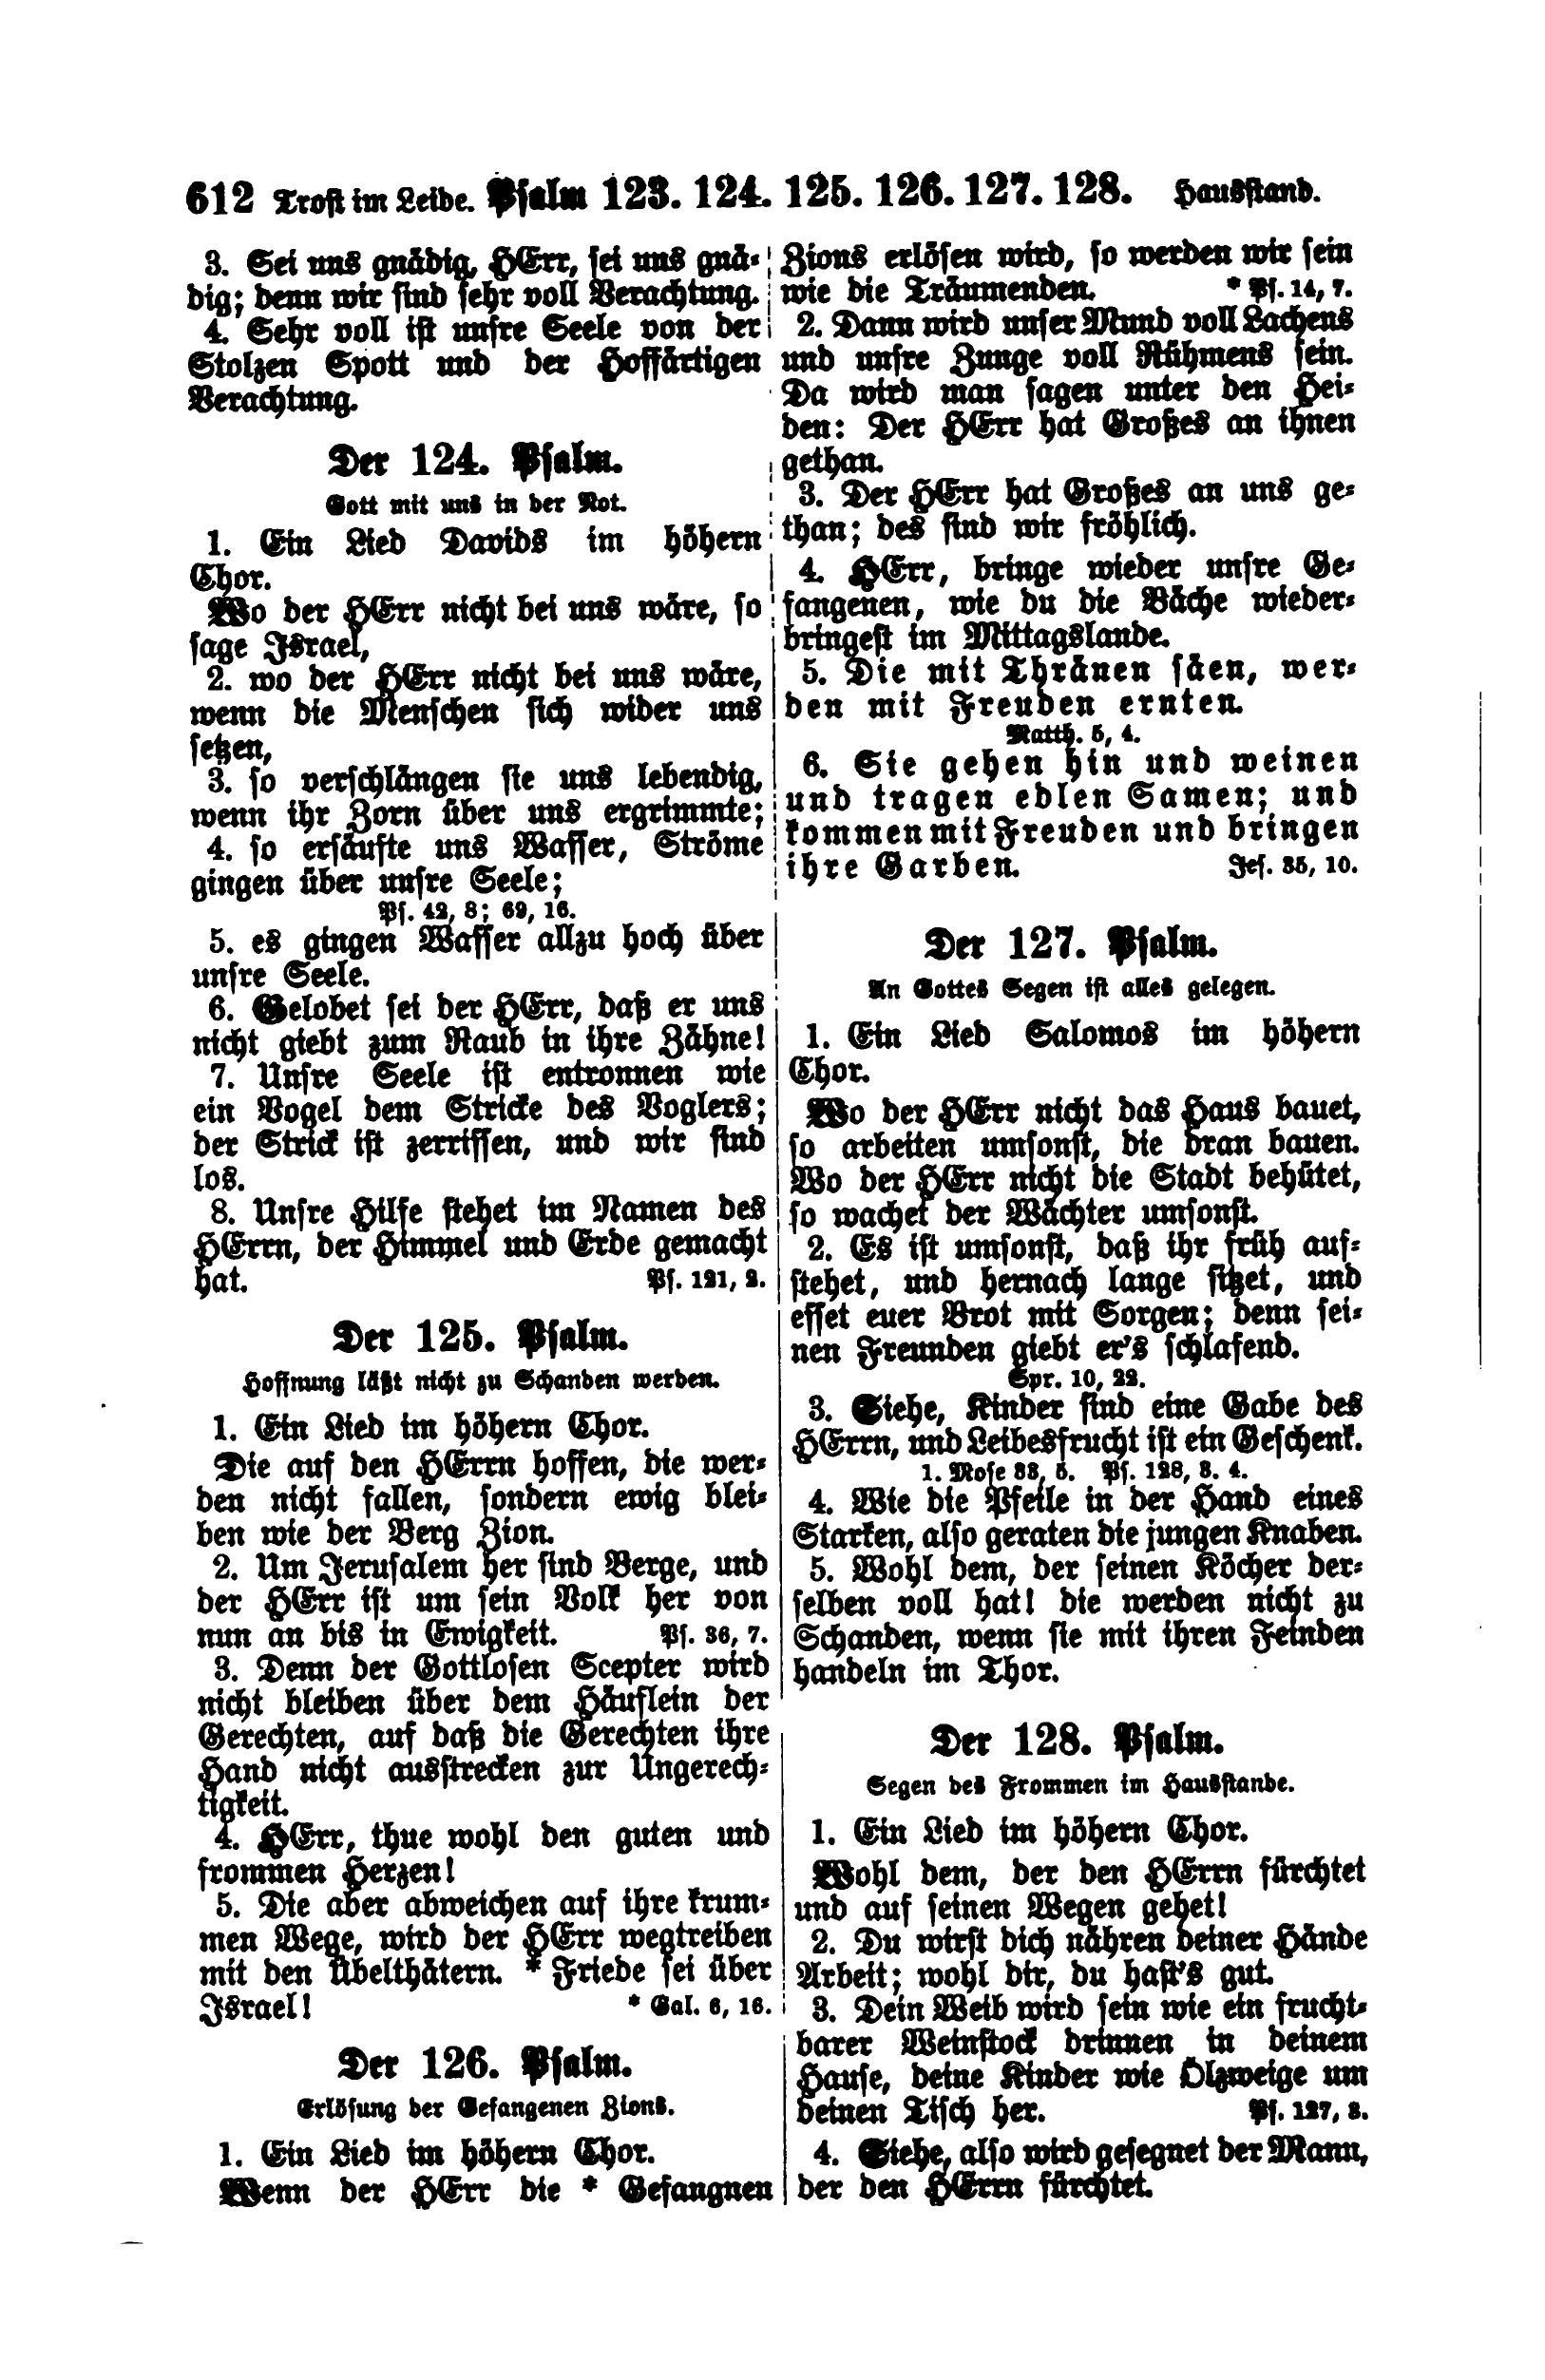 612 Trost im Leide. Psalm 123. 124. 125. 126. 127. 128. Hausstand.
3. Sei uns gnädig, HErr, sei uns gnä-
dig; denn wir sind sehr voll Verachtung.
4. Sehr voll ist unsre Seele von der
Stolzen Spott und der Hoffärtigen
Verachtung.
Der 124. Psalm.
Gott mit uns in der Not.
1. Ein Lied Davids im höhern
Chor.
Wo der HErr nicht bei uns wäre, so
sage Israel,
2. wo der HErr nicht bei uns wäre,
wenn die Menschen sich wider uns
setzen,
3. so verschlängen sie uns lebendig,
wenn ihr Zorn über uns ergrimmte;
4. so ersäufte uns Wasser, Ströme
gingen über unsre Seele;
Ps. 42, 8; 69, 16.
5. es gingen Wasser allzu hoch über
unsre Seele.
6. Gelobet sei der HErr, daß er uns
nicht giebt zum Raub in ihre Zähne!
7. Unsre Seele ist entronnen wie
ein Vogel dem Stricke des Voglers;
der Strick ist zerrissen, und wir sind
los.
8. Unsre Hilfe stehet im Namen des
HErrn, der Himmel und Erde gemacht
hat. Ps. 121, 2.
Der 125. Psalm.
Hoffnung läßt nicht zu Schanden werden.
1. Ein Lied im höhern Chor.
Die auf den HErrn hoffen, die wer-
den nicht fallen, sondern ewig blei-
ben wie der Berg Zion.
2. Um Jerusalem her sind Berge, und
der HErr ist um sein Volk her von
nun an bis in Ewigkeit. Ps. 36, 7.
3. Denn der Gottlosen Scepter wird
nicht bleiben über dem Häuflein der
Gerechten, auf daß die Gerechten ihre
Hand nicht ausstrecken zur Ungerech-
tigkeit.
4. HErr, thue wohl den guten und
frommen Herzen!
5. Die aber abweichen auf ihre krum-
men Wege, wird der HErr wegtreiben
mit den Übelthätern. * Friede sei über
Israel! * Gal. 6, 16.
Der 126. Psalm.
Erlösung der Gefangenen Zions.
1. Ein Lied im höhern Chor.
Wenn der HErr die * Gefangnen
Zions erlösen wird, so werden wir sein
wie die Träumenden. * Ps. 14, 7.
2. Dann wird unser Mund voll Lachens
und unsre Zunge voll Rühmens sein.
Da wird man sagen unter den Hei-
den: Der HErr hat Großes an ihnen
gethan.
3. Der HErr hat Großes an uns ge-
than; des sind wir fröhlich.
4. HErr, bringe wieder unsre Ge-
fangenen, wie du die Bäche wieder-
bringest im Mittagslande.
5. Die mit Thränen säen, wer-
den mit Freuden ernten.
Matth. 5, 4.
6. Sie gehen hin und weinen
und tragen edlen Samen; und
kommen mit Freuden und bringen
ihre Garben. Jes. 35, 10.
Der 127. Psalm.
An Gottes Segen ist alles gelegen.
1. Ein Lied Salomos im höhern
Chor.
Wo der HErr nicht das Haus bauet,
so arbeiten umsonst, die dran bauen.
Wo der HErr nicht die Stadt behütet,
so wachet der Wächter umsonst.
2. Es ist umsonst, daß ihr früh auf-
stehet, und hernach lange sitzet, und
esset euer Brot mit Sorgen; denn sei-
nen Freunden giebt er's schlafend.
Spr. 10, 22.
3. Siehe, Kinder sind eine Gabe des
HErrn, und Leibesfrucht ist ein Geschenk.
1. Mose 33, 5. Ps. 128, 3. 4.
4. Wie die Pfeile in der Hand eines
Starken, also geraten die jungen Knaben.
5. Wohl dem, der seinen Köcher der-
selben voll hat! die werden nicht zu
Schanden, wenn sie mit ihren Feinden
handeln im Thor.
Der 128. Psalm.
Segen des Frommen im Hausstande.
1. Ein Lied im höhern Chor.
Wohl dem, der den HErrn fürchtet
und auf seinen Wegen gehet!
2. Du wirst dich nähren deiner Hände
Arbeit; wohl dir, du hast's gut.
3. Dein Weib wird sein wie ein frucht-
barer Weinstock drinnen in deinem
Hause, deine Kinder wie Ölzweige um
deinen Tisch her. Ps. 127, 3.
4. Siehe, also wird gesegnet der Mann,
der den HErrn fürchtet.